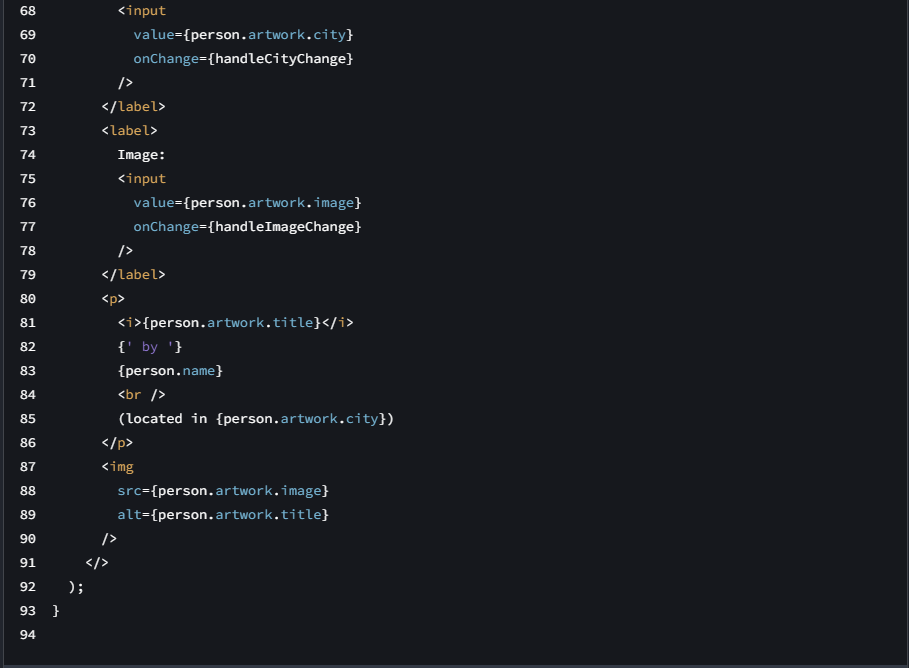 68          <input
69            value={person.artwork.city}
70            onChange={handleCityChange}
71          />
72        </label>
73        <label>
74          Image:
75          <input
76            value={person.artwork.image}
77            onChange={handleImageChange}
78          />
79        </label>
80        <p>
81          <i>{person.artwork.title}</i>
82          {' by '}
83          {person.name}
84          <br />
85          (located in {person.artwork.city})
86        </p>
87        <img
88          src={person.artwork.image}
89          alt={person.artwork.title}
90        />
91      </>
92    );
93  }
94